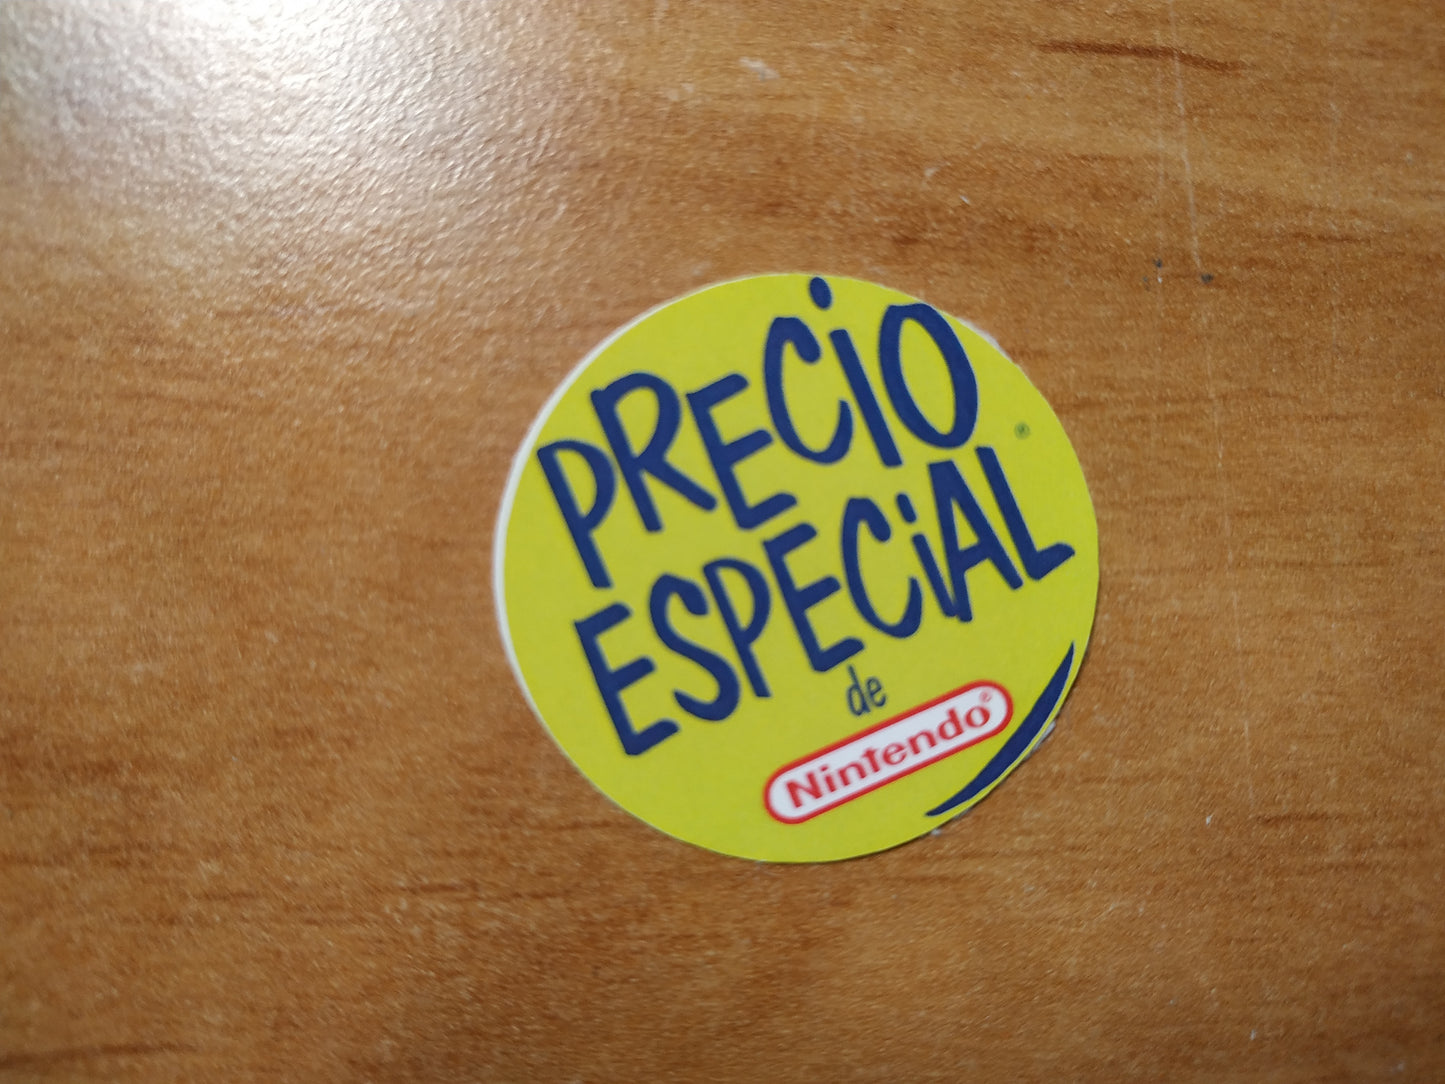 PRECiO
ESPECiAL
de
Nintendo®
®